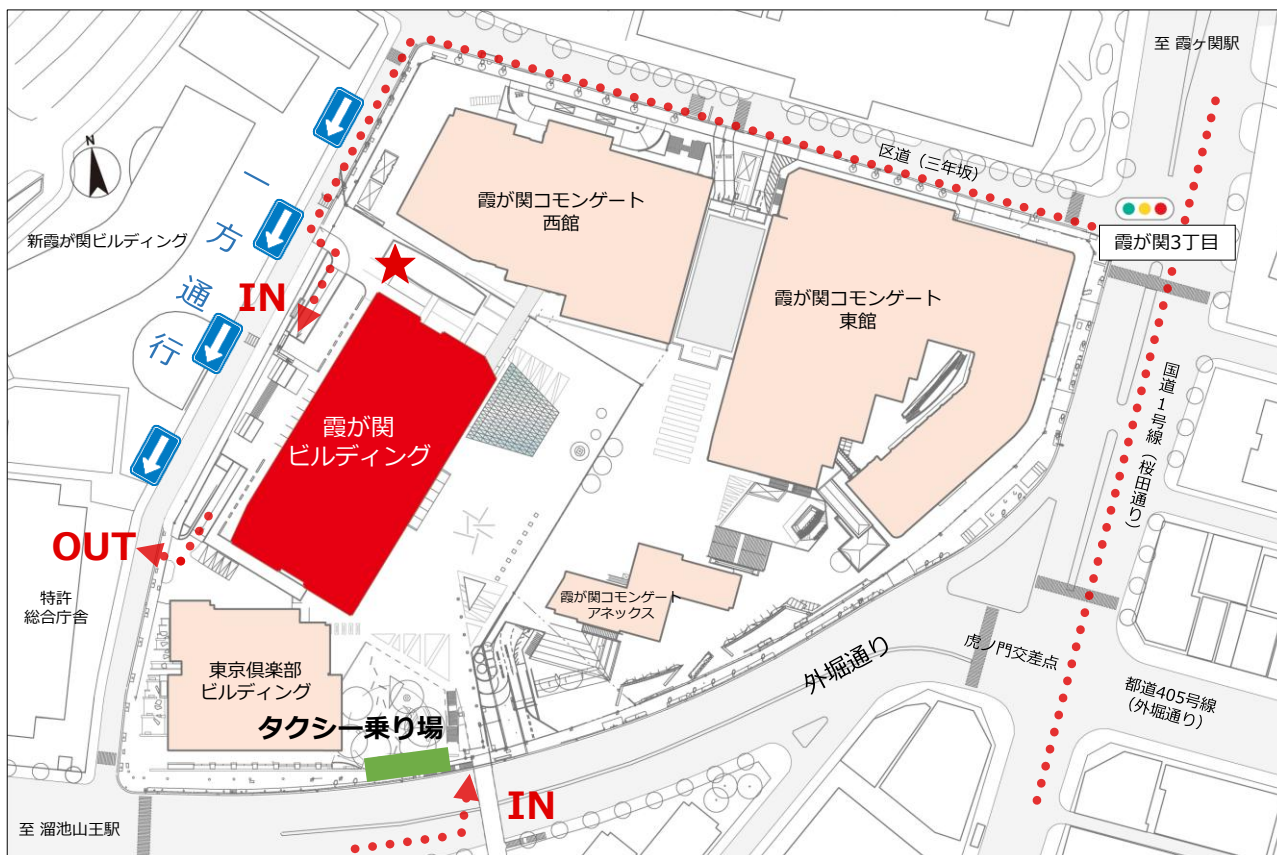 至 霞ヶ関駅
区道（三年坂）
霞が関3丁目
N
新霞が関ビルディング
一方通行
霞が関コモンゲート
西館
霞が関コモンゲート
東館
IN
霞が関
ビルディング
国道1号線（桜田通り）
OUT
特許
総合庁舎
霞が関コモンゲート
アネックス
虎ノ門交差点
外堀通り
都道405号線
（外堀通り）
東京倶楽部
ビルディング
タクシー乗り場
IN
至 溜池山王駅